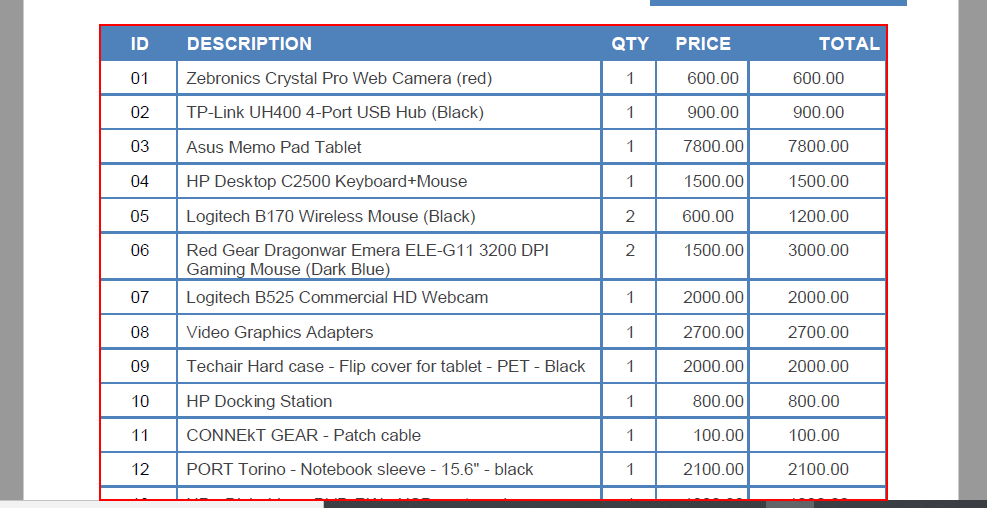 ID DESCRIPTION QTY PRICE TOTAL
01 Zebronics Crystal Pro Web Camera (red) 1 600.00 600.00
02 TP-Link UH400 4-Port USB Hub (Black) 1 900.00 900.00
03 Asus Memo Pad Tablet 1 7800.00 7800.00
04 HP Desktop C2500 Keyboard+Mouse 1 1500.00 1500.00
05 Logitech B170 Wireless Mouse (Black) 2 600.00 1200.00
06 Red Gear Dragonwar Emera ELE-G11 3200 DPI 2 1500.00 3000.00
Gaming Mouse (Dark Blue)
07 Logitech B525 Commercial HD Webcam 1 2000.00 2000.00
08 Video Graphics Adapters 1 2700.00 2700.00
09 Techair Hard case - Flip cover for tablet - PET - Black 1 2000.00 2000.00
10 HP Docking Station 1 800.00 800.00
11 CONNEkT GEAR - Patch cable 1 100.00 100.00
12 PORT Torino - Notebook sleeve - 15.6" - black 1 2100.00 2100.00